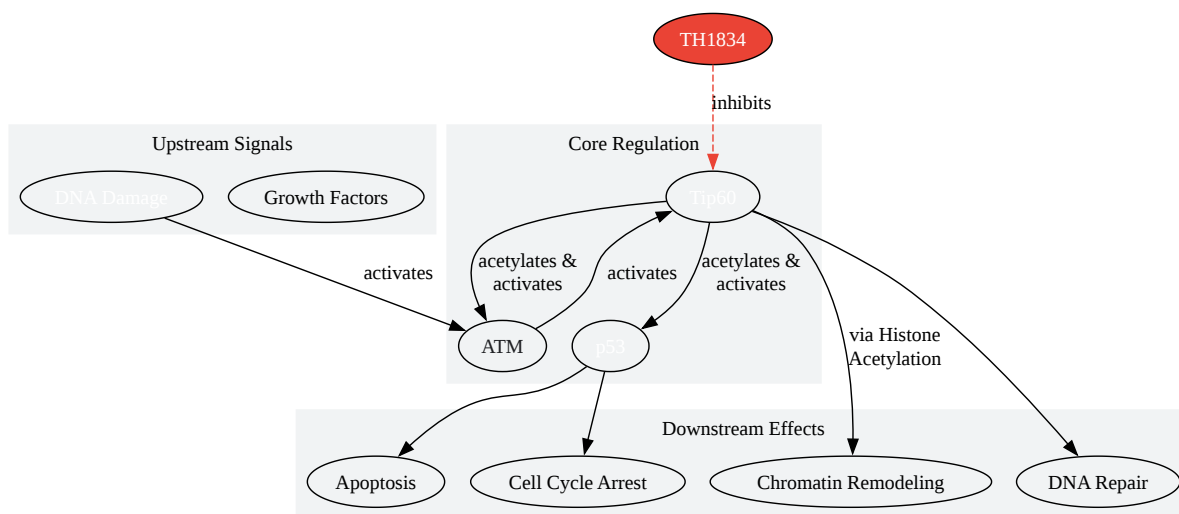 TH1834
inhibits
Upstream Signals
Core Regulation
DNA Damage
Growth Factors
Tip60
activates
acetylates &
activates
activates
acetylates &
activates
via Histone
Acetylation
ATM
p53
Downstream Effects
Apoptosis
Cell Cycle Arrest
Chromatin Remodeling
DNA Repair